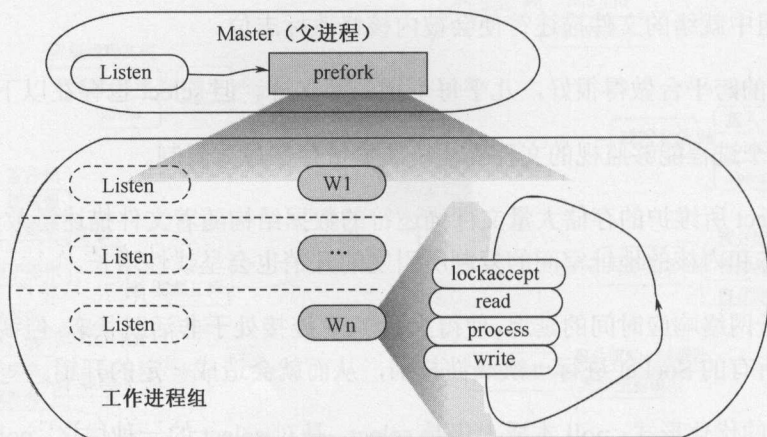 Master（父进程）
Listen
prefork
Listen
W1
Listen
...
lockaccept
read
Listen
Wn
process
write
工作进程组